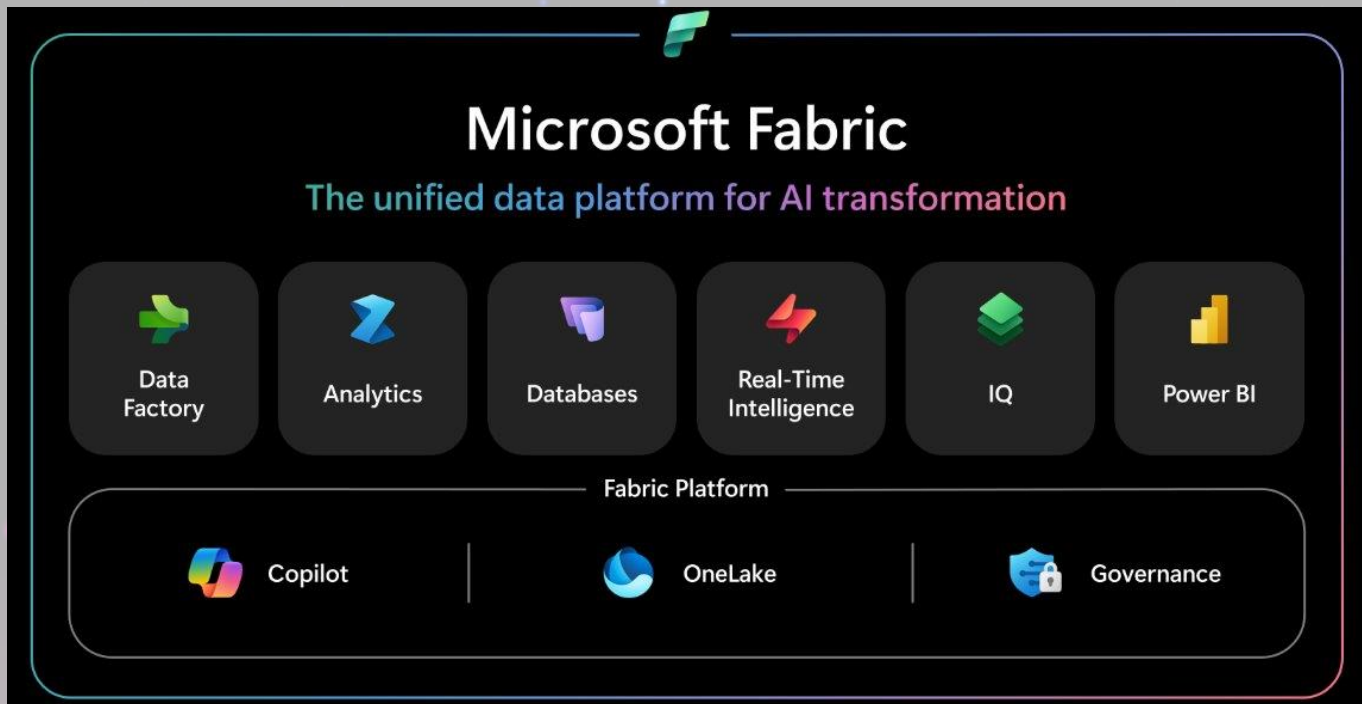 Microsoft Fabric
The unified data platform for AI transformation
Data
Factory
Analytics
Databases
Real-Time
Intelligence
IQ
Power BI
Fabric Platform
Copilot
OneLake
Governance